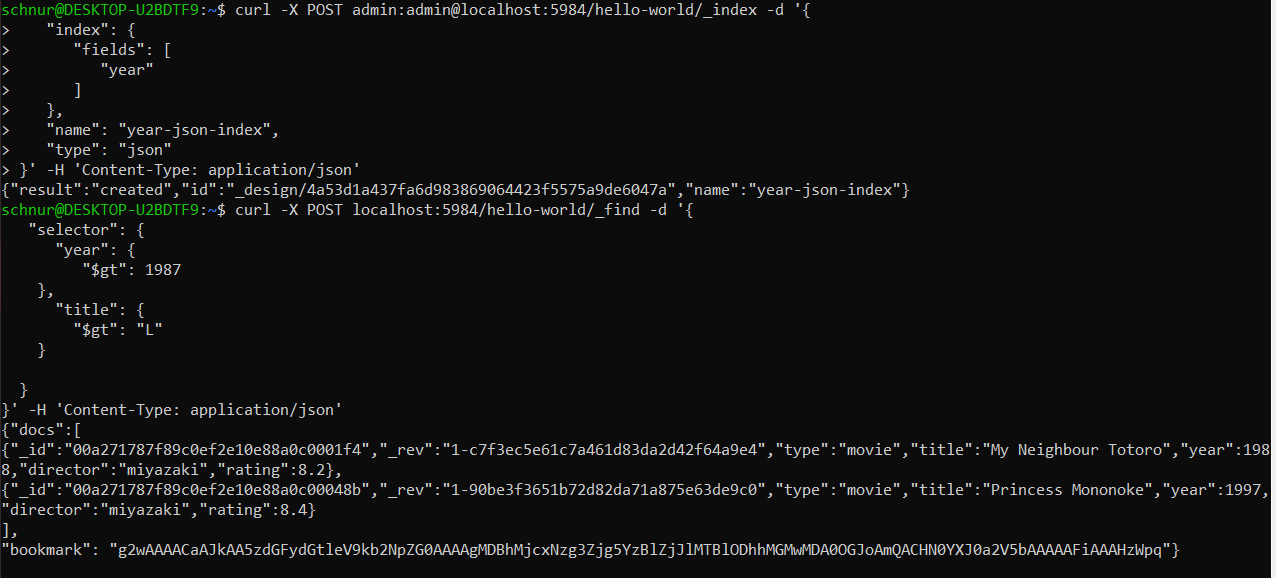 schnur@DESKTOP-U2BDTF9:~$ curl -X POST admin:admin@localhost:5984/hello-world/_index -d '{
>    "index": {
>       "fields": [
>          "year"
>       ]
>    },
>    "name": "year-json-index",
>    "type": "json"
> }' -H 'Content-Type: application/json'
{"result":"created","id":"_design/4a53d1a437fa6d983869064423f5575a9de6047a","name":"year-json-index"}
schnur@DESKTOP-U2BDTF9:~$ curl -X POST localhost:5984/hello-world/_find -d '{
   "selector": {
      "year": {
         "$gt": 1987
    },
      "title": {
        "$gt": "L"
    }

  }
}' -H 'Content-Type: application/json'
{"docs":[
{"_id":"00a271787f89c0ef2e10e88a0c0001f4","_rev":"1-c7f3ec5e61c7a461d83da2d42f64a9e4","type":"movie","title":"My Neighbour Totoro","year":198
8,"director":"miyazaki","rating":8.2},
{"_id":"00a271787f89c0ef2e10e88a0c00048b","_rev":"1-90be3f3651b72d82da71a875e63de9c0","type":"movie","title":"Princess Mononoke","year":1997,
"director":"miyazaki","rating":8.4}
],
"bookmark": "g2wAAAACaAJkAA5zdGFydGtleV9kb2NpZG0AAAAgMDBhMjcxNzg3Zjg5YzBlZjJlMTBlODhhMGMwMDA0OGJoAmQACHN0YXJ0a2V5bAAAAAFiAAAHzWpq"}